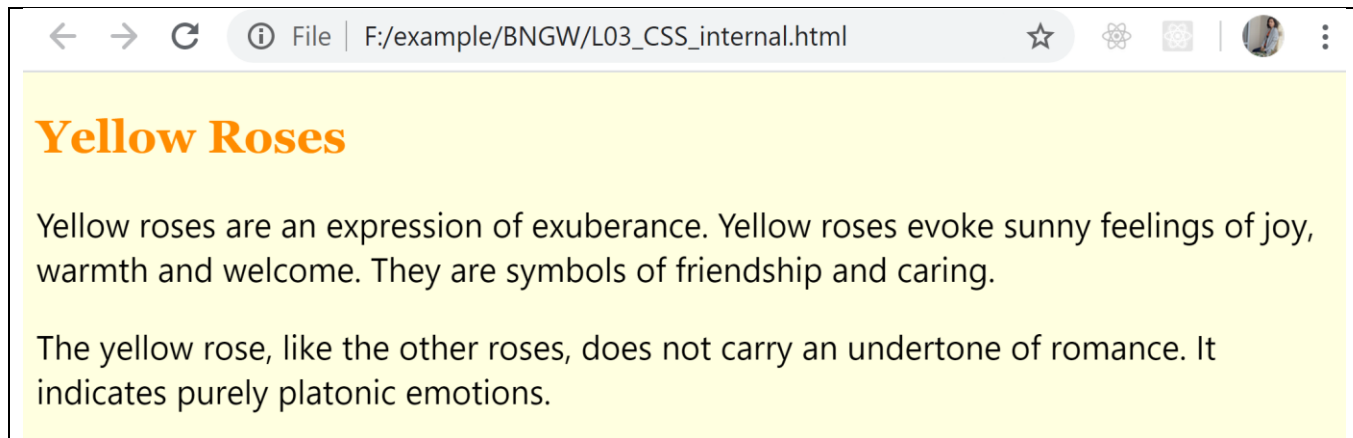 File | F:/example/BNGW/L03_CSS_internal.html
Yellow Roses
Yellow roses are an expression of exuberance. Yellow roses evoke sunny feelings of joy,
warmth and welcome. They are symbols of friendship and caring.
The yellow rose, like the other roses, does not carry an undertone of romance. It
indicates purely platonic emotions.